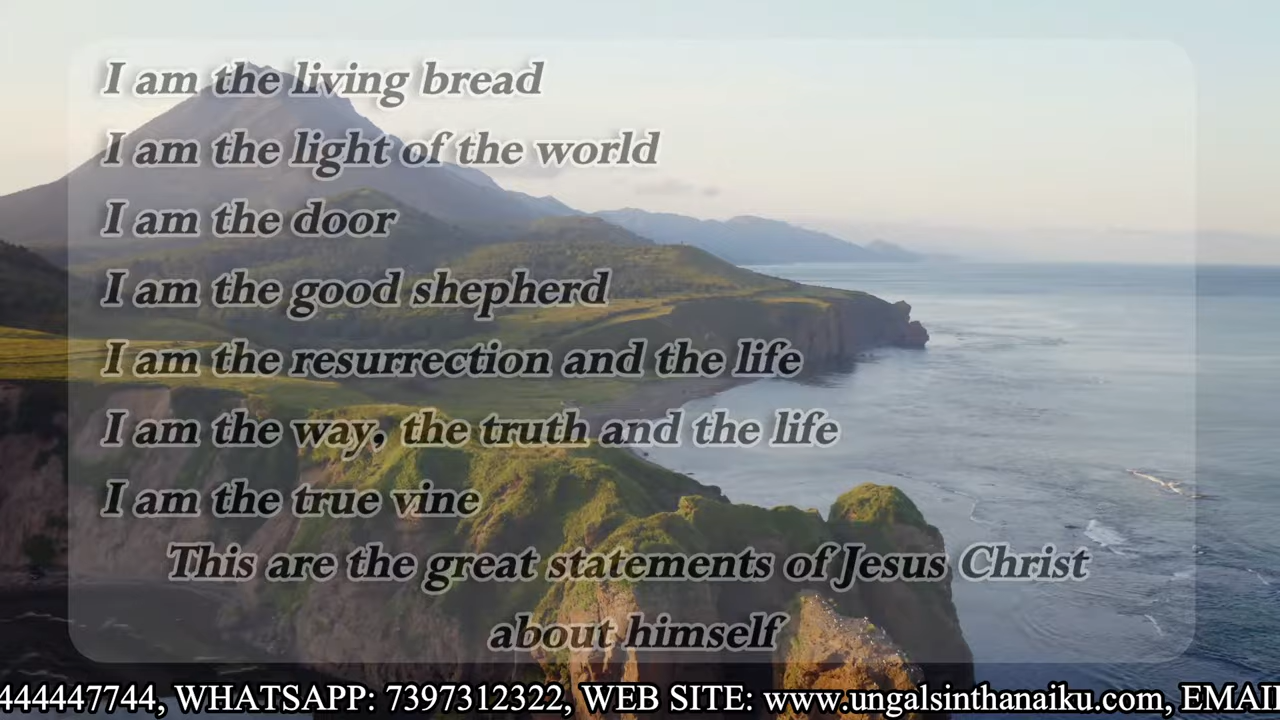 I am the living bread
I am the light of the world
I am the door
I am the good shepherd
I am the resurrection and the life
I am the way, the truth and the life
I am the true vine
This are the great statements of Jesus Christ
about himself
444447744, WHATSAPP: 7397312322, WEB SITE: www.ungalsinthanaiku.com, EMAIL